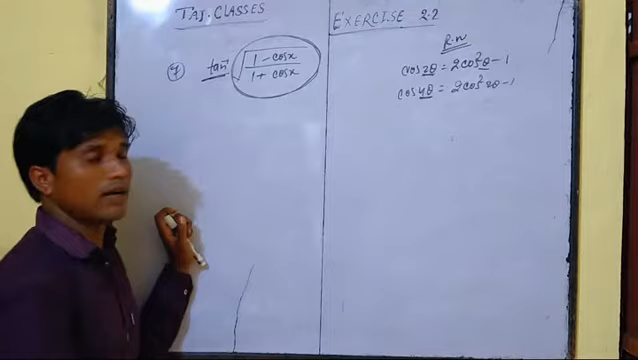 TAJ. CLASSES
EXERCISE 2.2
R.W
⑦ tan⁻¹ √(1 - cosx / 1 + cosx)
cos2θ = 2cos²θ - 1
cos4θ = 2cos²2θ - 1